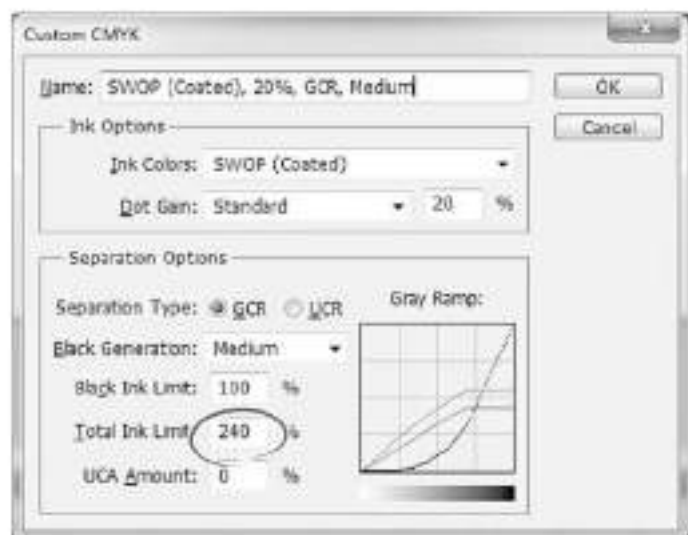 Custom CMYK
Name: SWOP (Coated), 20%, GCR, Medium
OK
Cancel
Ink Options
Ink Colors: SWOP (Coated)
Dot Gain: Standard 20 %
Separation Options
Separation Type: GCR UCR
Gray Ramp:
Black Generation: Medium
Black Ink Limit: 100 %
Total Ink Limit: 240 %
UCA Amount: 0 %